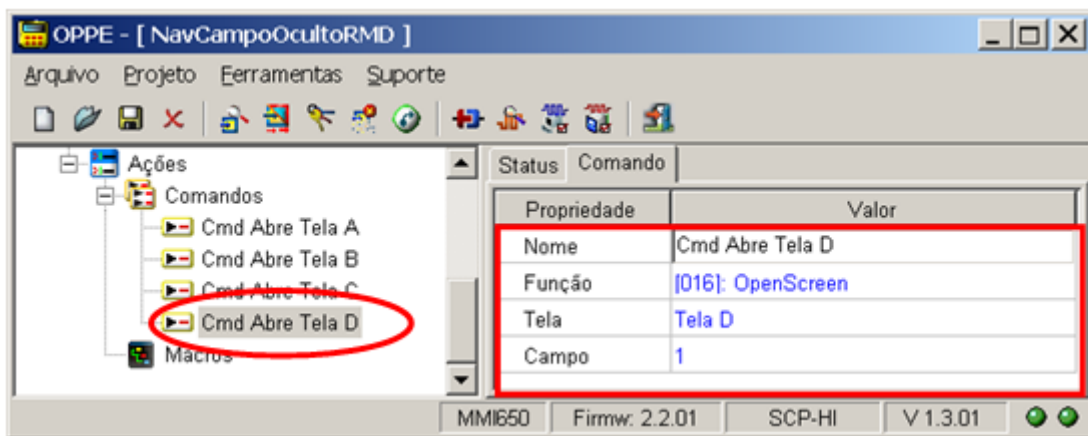 OPPE - [ NavCampoOcultoRMD ]
Arquivo Projeto Ferramentas Suporte
Ações
Comandos
Cmd Abre Tela A
Cmd Abre Tela B
Cmd Abre Tela C
Cmd Abre Tela D
Macros
Status Comando
Propriedade Valor
Nome Cmd Abre Tela D
Função [016]: OpenScreen
Tela Tela D
Campo 1
MMI650 Firmw: 2.2.01 SCP-HI V 1.3.01